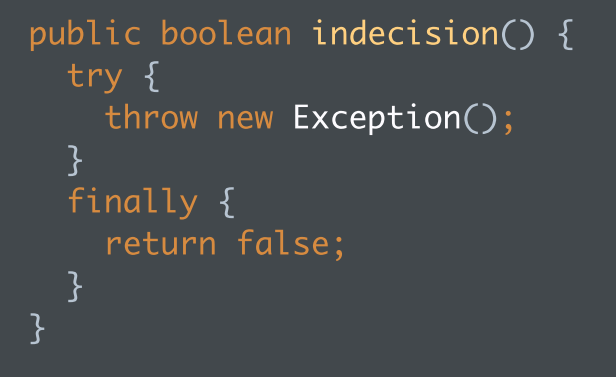 public boolean indecision() {
  try {
    throw new Exception();
  }
  finally {
    return false;
  }
}